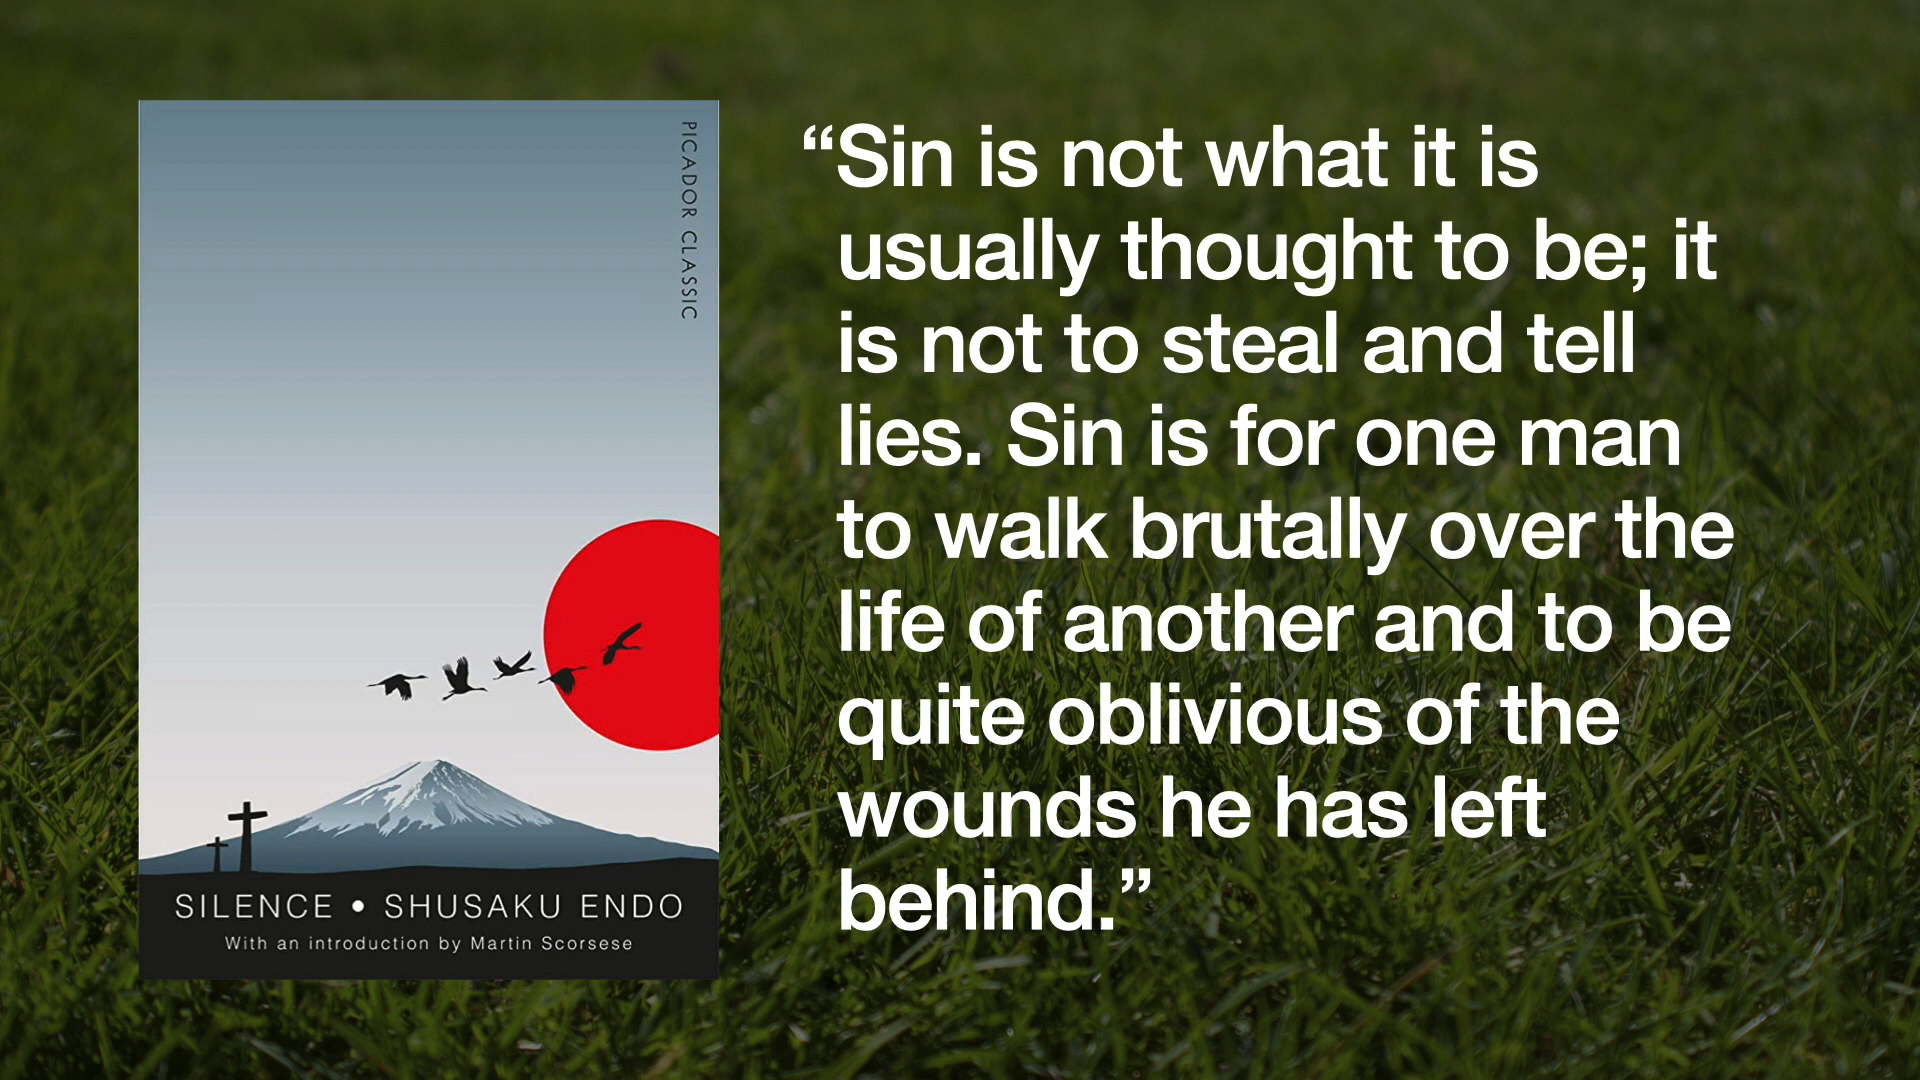 PICADOR CLASSIC
SILENCE • SHUSAKU ENDO
With an introduction by Martin Scorsese
“Sin is not what it is
usually thought to be; it
is not to steal and tell
lies. Sin is for one man
to walk brutally over the
life of another and to be
quite oblivious of the
wounds he has left
behind.”